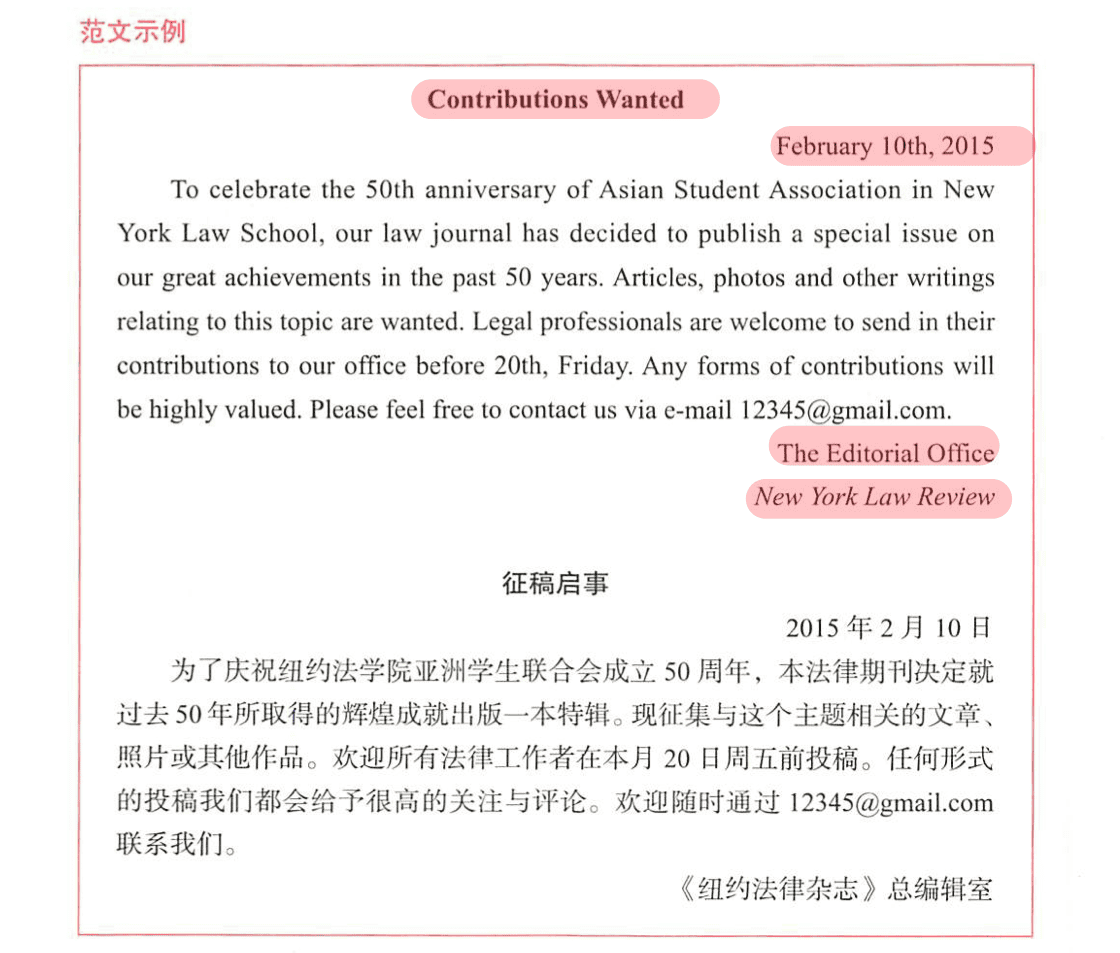 范文示例
Contributions Wanted
February 10th, 2015
To celebrate the 50th anniversary of Asian Student Association in New
York Law School, our law journal has decided to publish a special issue on
our great achievements in the past 50 years. Articles, photos and other writings
relating to this topic are wanted. Legal professionals are welcome to send in their
contributions to our office before 20th, Friday. Any forms of contributions will
be highly valued. Please feel free to contact us via e-mail 12345@gmail.com.
The Editorial Office
New York Law Review
征稿启事
2015 年 2 月 10 日
为了庆祝纽约法学院亚洲学生联合会成立 50 周年，本法律期刊决定就
过去 50 年所取得的辉煌成就出版一本特辑。现征集与这个主题相关的文章、
照片或其他作品。欢迎所有法律工作者在本月 20 日周五前投稿。任何形式
的投稿我们都会给予很高的关注与评论。欢迎随时通过 12345@gmail.com
联系我们。
《纽约法律杂志》总编辑室